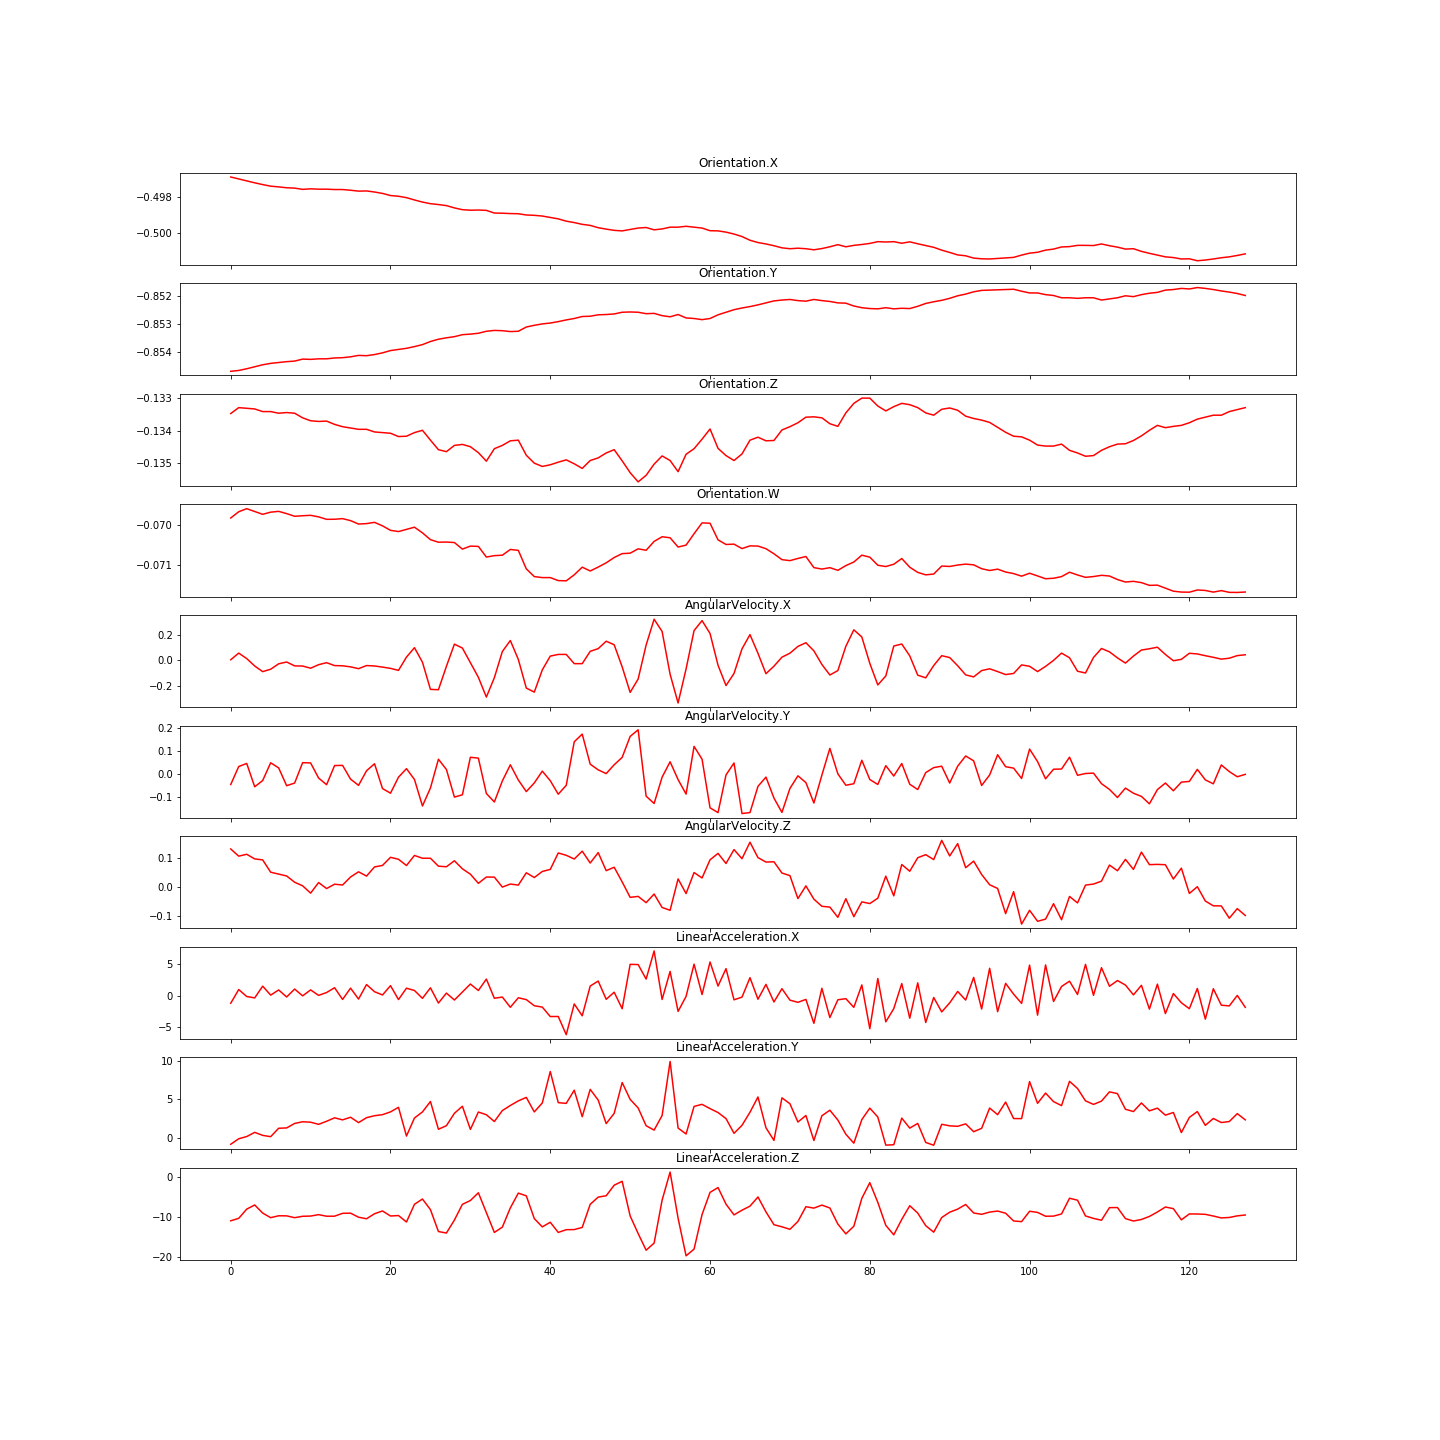 Orientation.X
−0.498
−0.500
Orientation.Y
−0.852
−0.853
−0.854
Orientation.Z
−0.133
−0.134
−0.135
Orientation.W
−0.070
−0.071
AngularVelocity.X
0.2
0.0
−0.2
AngularVelocity.Y
0.2
0.1
0.0
−0.1
AngularVelocity.Z
0.1
0.0
−0.1
LinearAcceleration.X
5
0
−5
LinearAcceleration.Y
10
5
0
LinearAcceleration.Z
0
−10
−20
0 20 40 60 80 100 120